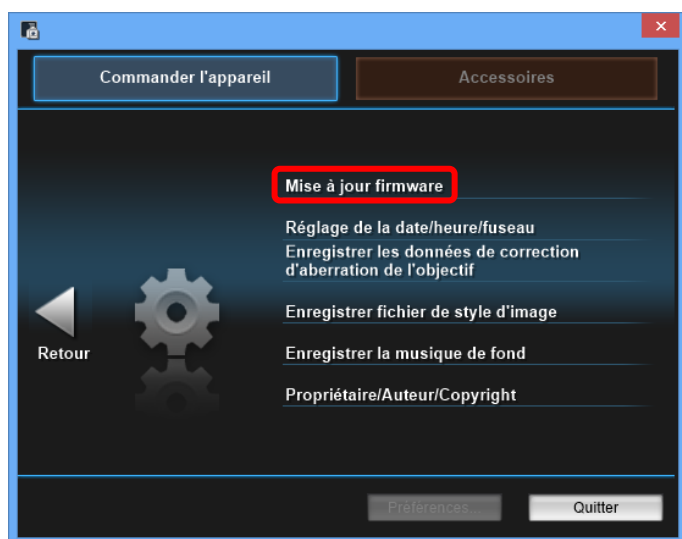 Commander l'appareil
Accessoires
Mise à jour firmware
Réglage de la date/heure/fuseau
Enregistrer les données de correction
d'aberration de l'objectif
Enregistrer fichier de style d'image
Retour
Enregistrer la musique de fond
Propriétaire/Auteur/Copyright
Préférences...
Quitter